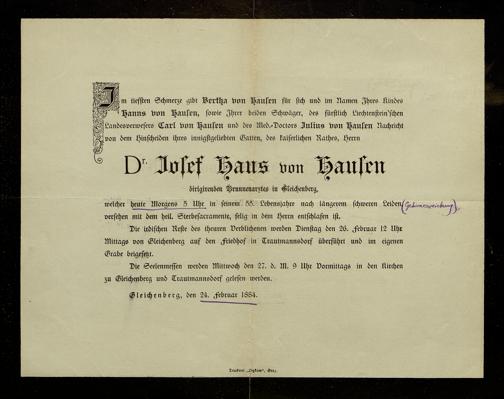 Im tiefsten Schmerze gibt Bertha von Hausen für sich und im Namen Ihres Kindes
Hanns von Hausen, sowie Ihrer beiden Schwäger, des fürstlich Liechtenstein'schen
Landesverwesers Carl von Hausen und des Med.-Doctors Julius von Hausen Nachricht
von dem Hinscheiden ihres innigstgeliebten Gatten, des kaiserlichen Rathes, Herrn
Dr. Josef Haus von Hausen
dirigirenden Brunnenarztes in Gleichenberg,
welcher heute Morgens 5 Uhr in seinem 55. Lebensjahre nach längerem schweren Leiden, (Gehirnerweichung)
versehen mit dem heil. Sterbesacramente, selig in dem Herrn entschlafen ist.
Die irdischen Reste des theuren Verblichenen werden Dienstag den 26. Februar 12 Uhr
Mittags von Gleichenberg auf den Friedhof in Trautmannsdorf überführt und im eigenen
Grabe beigesetzt.
Die Seelenmessen werden Mittwoch den 27. d. M. 9 Uhr Vormittags in den Kirchen
zu Gleichenberg und Trautmannsdorf gelesen werden.
Gleichenberg, den 24. Februar 1884.
Druckerei „Leykam“, Graz.